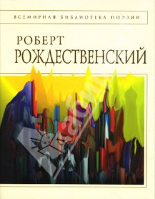 ВСЕМИРНАЯ БИБЛИОТЕКА ПОЭЗИИ
РОБЕРТ
РОЖДЕСТВЕНСКИЙ